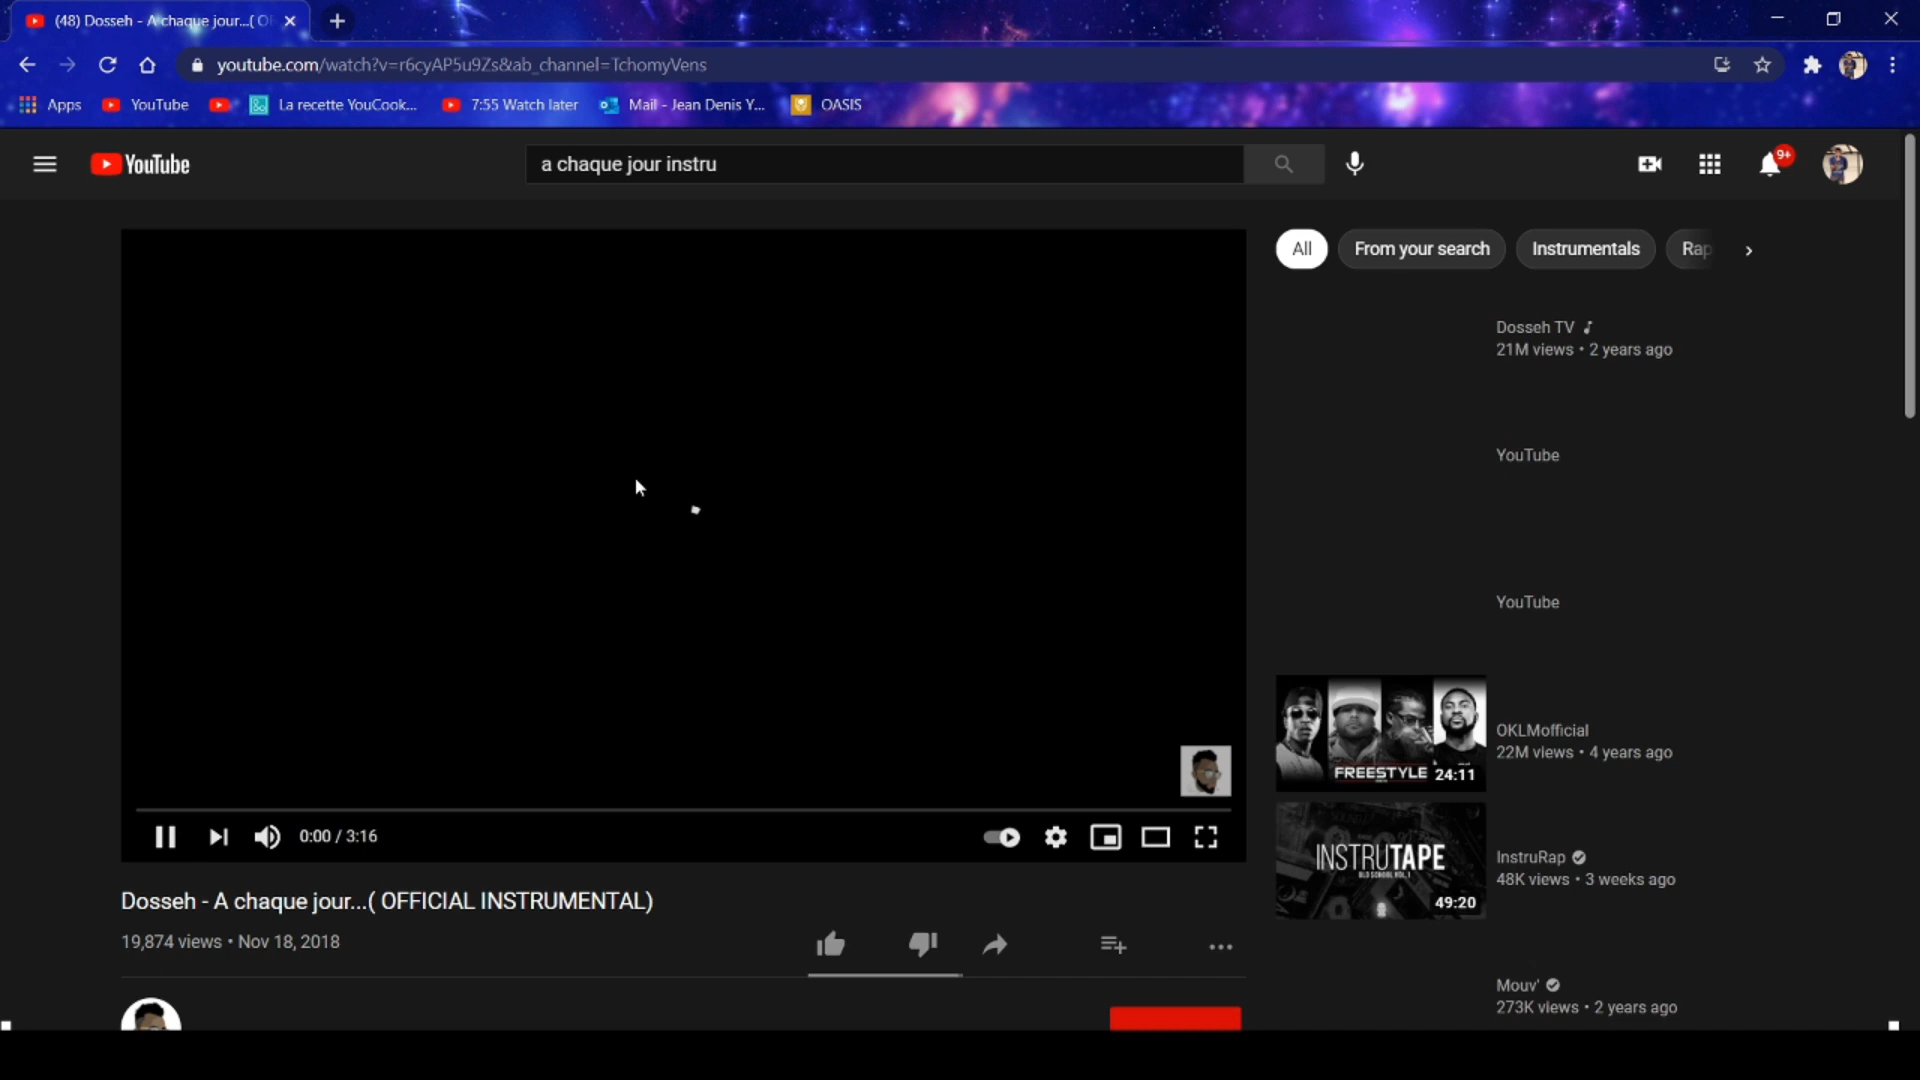 (48) Dosseh - A chaque jour...( O
youtube.com/watch?v=r6cyAP5u9Zs&ab_channel=TchomyVens
Apps YouTube La recette YouCook... 7:55 Watch later Mail - Jean Denis Y... OASIS
YouTube a chaque jour instru 9+
All From your search Instrumentals Rap
Dosseh TV
21M views • 2 years ago
YouTube
YouTube
FREESTYLE 24:11
OKLMofficial
22M views • 4 years ago
INSTRUTAPE
OLD SCHOOL VOL.1
49:20
InstruRap
48K views • 3 weeks ago
Mouv'
273K views • 2 years ago
0:00 / 3:16
Dosseh - A chaque jour...( OFFICIAL INSTRUMENTAL)
19,874 views • Nov 18, 2018